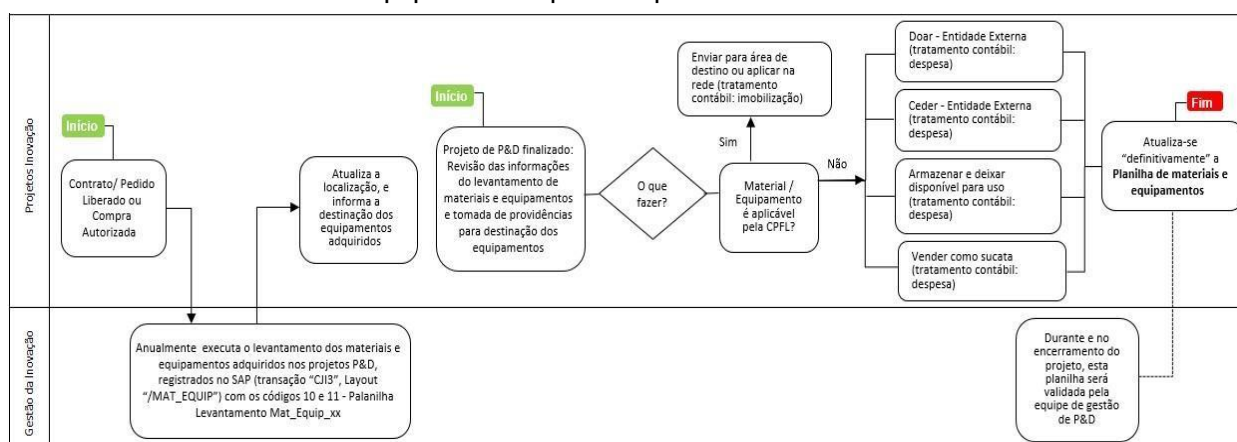 Projetos Inovação
Início
Contrato/ Pedido
Liberado ou
Compra
Autorizada
Atualiza a
localização, e
informa a
destinação dos
equipamentos
adquiridos
Início
Projeto de P&D finalizado:
Revisão das informações
do levantamento de
materiais e equipamentos
e tomada de providências
para destinação dos
equipamentos
O que
fazer?
Enviar para área de
destino ou aplicar na
rede (tratamento
contábil: imobilização)
Sim
Material /
Equipamento
é aplicável
pela CPFL?
Não
Doar - Entidade Externa
(tratamento contábil:
despesa)
Ceder - Entidade Externa
(tratamento contábil:
despesa)
Armazenar e deixar
disponível para uso
(tratamento contábil:
despesa)
Vender como sucata
(tratamento contábil:
despesa)
Fim
Atualiza-se
“definitivamente” a
Planilha de materiais e
equipamentos
Gestão da Inovação
Anualmente executa o levantamento dos materiais e
equipamentos adquiridos nos projetos P&D,
registrados no SAP (transação “CJI3”, Layout
“/MAT_EQUIP”) com os códigos 10 e 11 - Palanilha
Levantamento Mat_Equip_xx
Durante e no
encerramento do
projeto, esta
planilha será
validada pela
equipe de gestão
de P&D